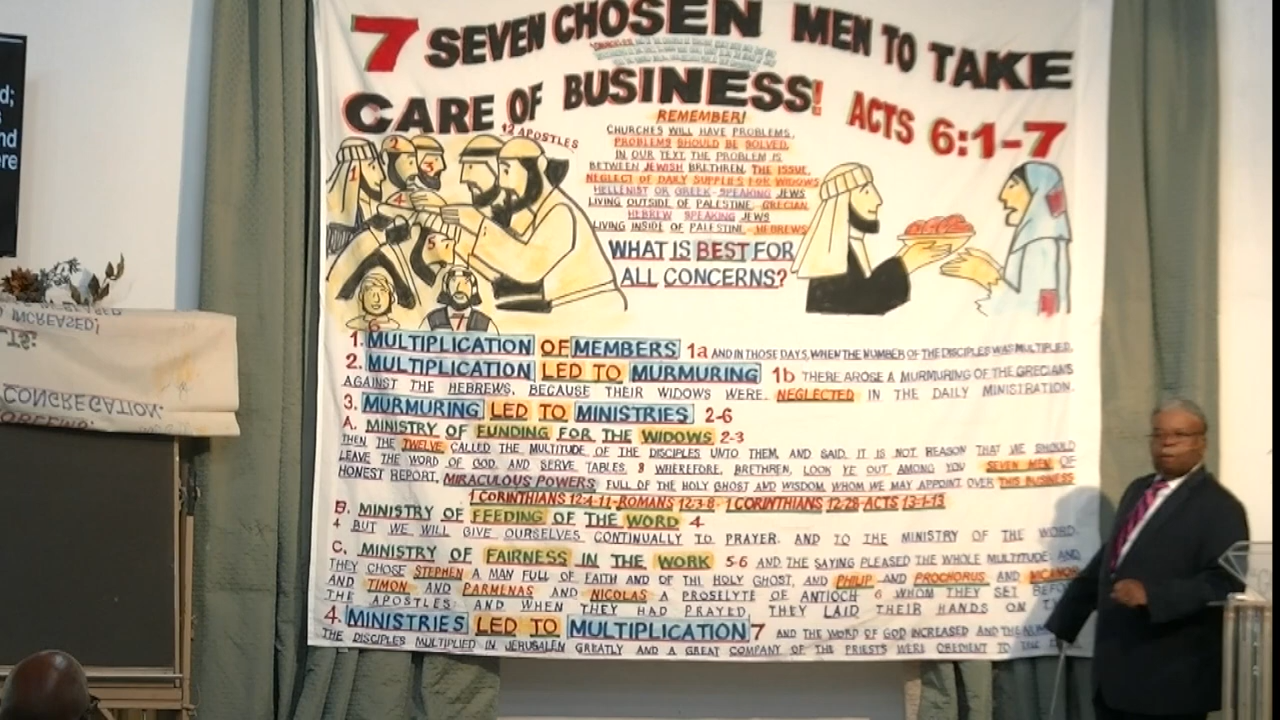 7 SEVEN CHOSEN MEN TO TAKE
CARE OF BUSINESS! ACTS 6:1-7
12 APOSTLES
1
2
3
4
5
6
7
REMEMBER!
CHURCHES WILL HAVE PROBLEMS,
PROBLEMS SHOULD BE SOLVED,
IN OUR TEXT, THE PROBLEM IS
BETWEEN JEWISH BRETHREN, THE ISSUE,
NEGLECT OF DAILY SUPPLIES FOR WIDOWS
HELLENIST OR GREEK-SPEAKING JEWS
LIVING OUTSIDE OF PALESTINE, GRECIAN
HEBREW SPEAKING JEWS
LIVING INSIDE OF PALESTINE - HEBREWS
WHAT IS BEST FOR
ALL CONCERNS?
1. MULTIPLICATION OF MEMBERS 1a AND IN THOSE DAYS, WHEN THE NUMBER OF THE DISCIPLES WAS MULTIPLIED,
2. MULTIPLICATION LED TO MURMURING 1b THERE AROSE A MURMURING OF THE GRECIANS
AGAINST THE HEBREWS, BECAUSE THEIR WIDOWS WERE NEGLECTED IN THE DAILY MINISTRATION.
3. MURMURING LED TO MINISTRIES 2-6
A. MINISTRY OF FUNDING FOR THE WIDOWS 2-3
THEN THE TWELVE CALLED THE MULTITUDE OF THE DISCIPLES UNTO THEM, AND SAID, IT IS NOT REASON THAT WE SHOULD
LEAVE THE WORD OF GOD, AND SERVE TABLES. 3 WHEREFORE, BRETHREN, LOOK YE OUT AMONG YOU SEVEN MEN OF
HONEST REPORT, MIRACULOUS POWERS FULL OF THE HOLY GHOST AND WISDOM, WHOM WE MAY APPOINT OVER THIS BUSINESS
1 CORINTHIANS 12:4-11-ROMANS 12:3-8- 1 CORINTHIANS 12:28-ACTS 13-1-13
B. MINISTRY OF FEEDING OF THE WORD 4
4 BUT WE WILL GIVE OURSELVES CONTINUALLY TO PRAYER, AND TO THE MINISTRY OF THE WORD.
C. MINISTRY OF FAIRNESS IN THE WORK 5-6 AND THE SAYING PLEASED THE WHOLE MULTITUDE: AND
THEY CHOSE STEPHEN A MAN FULL OF FAITH AND OF THE HOLY GHOST, AND PHILIP AND PROCHORUS AND NICANOR
AND TIMON AND PARMENAS AND NICOLAS A PROSELYTE OF ANTIOCH 6 WHOM THEY SET BEFO
THE APOSTLES: AND WHEN THEY HAD PRAYED, THEY LAID THEIR HANDS ON
4. MINISTRIES LED TO MULTIPLICATION 7 AND THE WORD OF GOD INCREASED AND THE
THE DISCIPLES MULTIPLIED IN JERUSALEM GREATLY AND A GREAT COMPANY OF THE PRIESTS WERE OBEDIENT TO
d;
nd
ere
INCREASED!
CONGREGATION.